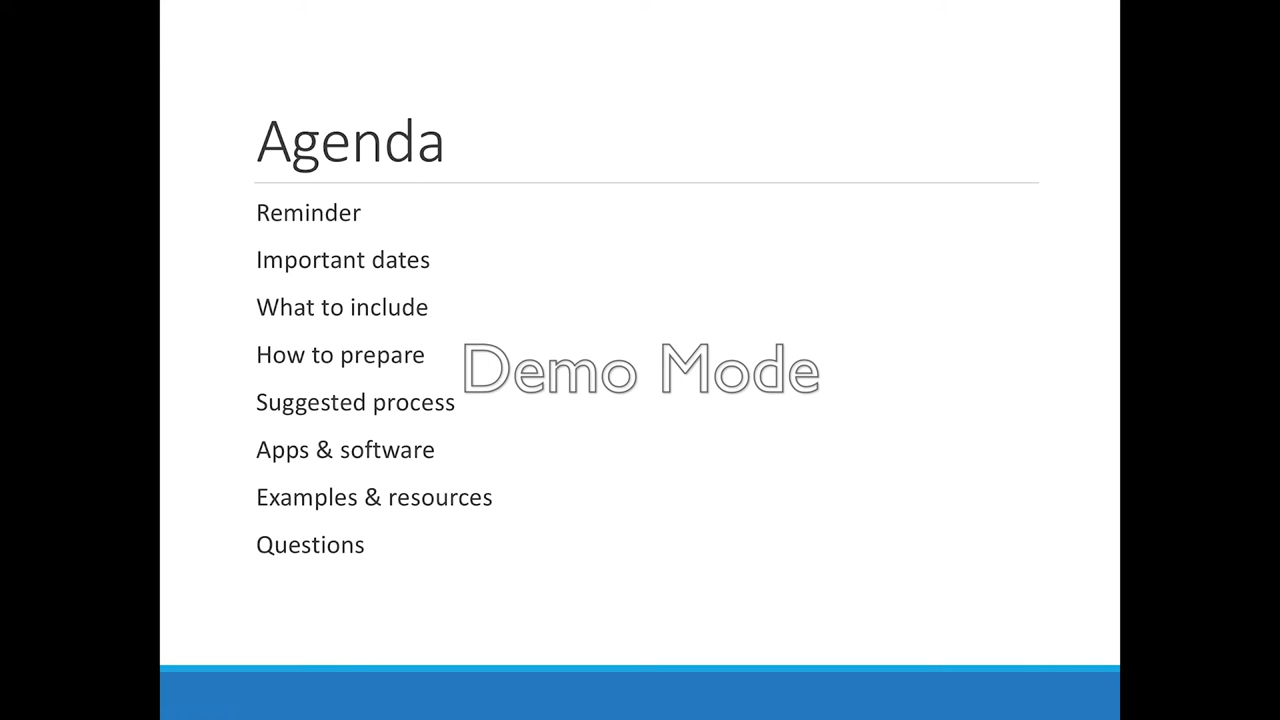 Agenda
Reminder
Important dates
What to include
How to prepare
Demo Mode
Suggested process
Apps & software
Examples & resources
Questions